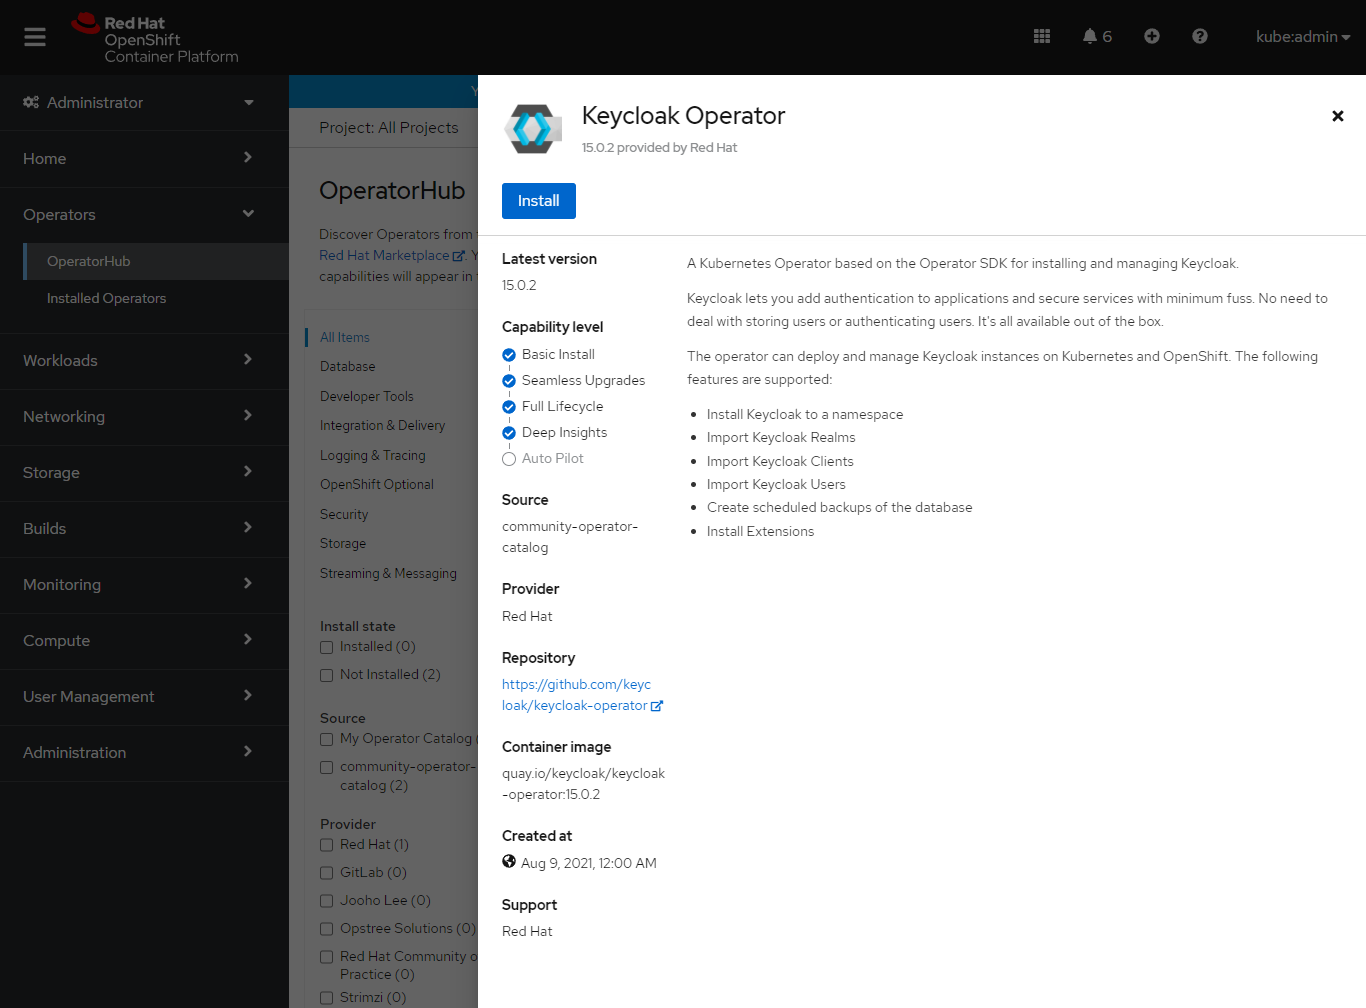 Red Hat
OpenShift
Container Platform
6
kube:admin
Administrator
Home
Operators
OperatorHub
Installed Operators
Workloads
Networking
Storage
Builds
Monitoring
Compute
User Management
Administration
Y
Project: All Projects
OperatorHub
Discover Operators from
Red Hat Marketplace . Y
capabilities will appear in
All Items
Database
Developer Tools
Integration & Delivery
Logging & Tracing
OpenShift Optional
Security
Storage
Streaming & Messaging
Install state
Installed (0)
Not Installed (2)
Source
My Operator Catalog (
community-operator-
catalog (2)
Provider
Red Hat (1)
GitLab (0)
Jooho Lee (0)
Opstree Solutions (0)
Red Hat Community o
Practice (0)
Strimzi (0)
Keycloak Operator
15.0.2 provided by Red Hat
Install
Latest version
15.0.2
Capability level
Basic Install
Seamless Upgrades
Full Lifecycle
Deep Insights
Auto Pilot
Source
community-operator-
catalog
Provider
Red Hat
Repository
https://github.com/keyc
loak/keycloak-operator
Container image
quay.io/keycloak/keycloak
-operator:15.0.2
Created at
Aug 9, 2021, 12:00 AM
Support
Red Hat
A Kubernetes Operator based on the Operator SDK for installing and managing Keycloak.
Keycloak lets you add authentication to applications and secure services with minimum fuss. No need to
deal with storing users or authenticating users. It's all available out of the box.
The operator can deploy and manage Keycloak instances on Kubernetes and OpenShift. The following
features are supported:
• Install Keycloak to a namespace
• Import Keycloak Realms
• Import Keycloak Clients
• Import Keycloak Users
• Create scheduled backups of the database
• Install Extensions